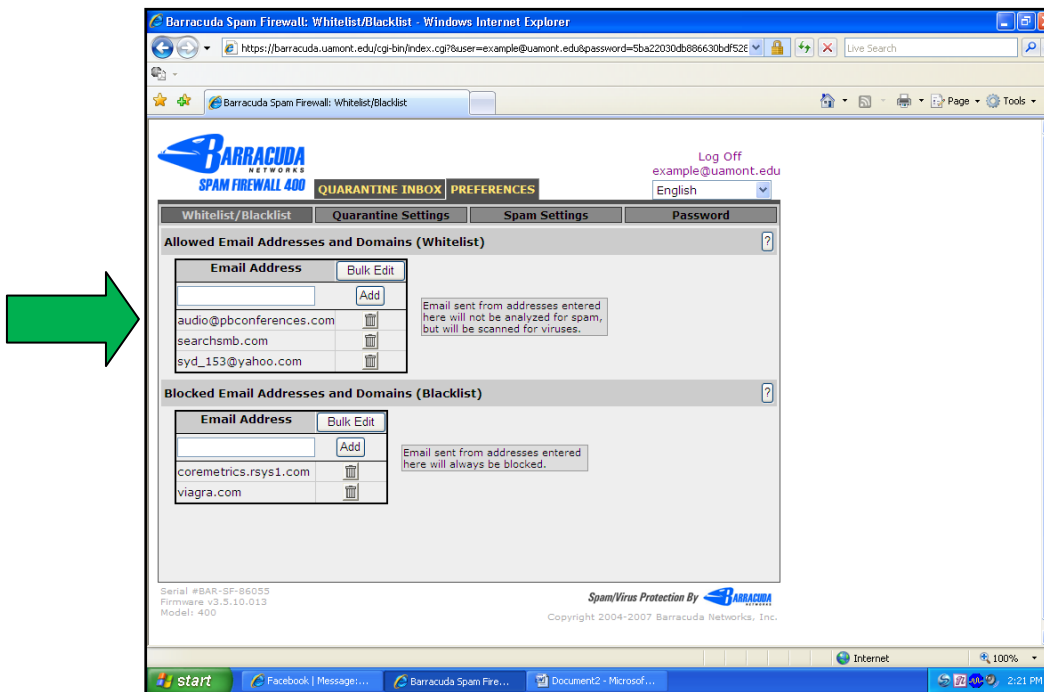 Barracuda Spam Firewall: Whitelist/Blacklist - Windows Internet Explorer
https://barracuda.uamont.edu/cgi-bin/index.cgi?&user=example@uamont.edu&password=5ba22030db886630bdf528
Live Search
Barracuda Spam Firewall: Whitelist/Blacklist
Page
Tools
BARRACUDA
NETWORKS
SPAM FIREWALL 400
Log Off
example@uamont.edu
QUARANTINE INBOX PREFERENCES
English
Whitelist/Blacklist Quarantine Settings Spam Settings Password
Allowed Email Addresses and Domains (Whitelist)
?
Email Address Bulk Edit
Add
audio@pbconferences.com
searchsmb.com
syd_153@yahoo.com
Email sent from addresses entered
here will not be analyzed for spam,
but will be scanned for viruses.
Blocked Email Addresses and Domains (Blacklist)
?
Email Address Bulk Edit
Add
coremetrics.rsys1.com
viagra.com
Email sent from addresses entered
here will always be blocked.
Serial #BAR-SF-86055
Firmware v3.5.10.013
Model: 400
Spam/Virus Protection By BARRACUDA
NETWORKS
Copyright 2004-2007 Barracuda Networks, Inc.
Internet
100%
start
Facebook | Message:...
Barracuda Spam Fire...
Document2 - Microsof...
2:21 PM